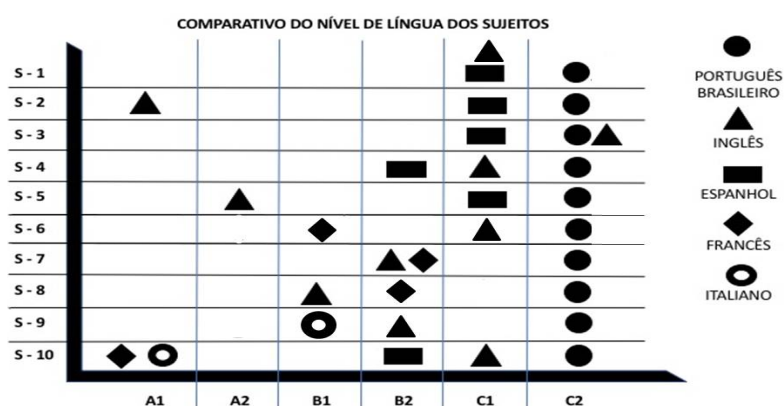 COMPARATIVO DO NÍVEL DE LÍNGUA DOS SUJEITOS
S - 1
S - 2
S - 3
S - 4
S - 5
S - 6
S - 7
S - 8
S - 9
S - 10
A1 A2 B1 B2 C1 C2
PORTUGUÊS
BRASILEIRO
INGLÊS
ESPANHOL
FRANCÊS
ITALIANO